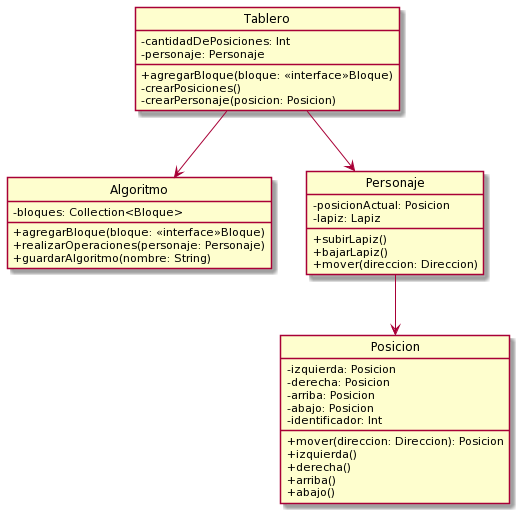 Tablero
-cantidadDePosiciones: Int
-personaje: Personaje
+agregarBloque(bloque: «interface»Bloque)
-crearPosiciones()
-crearPersonaje(posicion: Posicion)
Algoritmo
-bloques: Collection<Bloque>
+agregarBloque(bloque: «interface»Bloque)
+realizarOperaciones(personaje: Personaje)
+guardarAlgoritmo(nombre: String)
Personaje
-posicionActual: Posicion
-lapiz: Lapiz
+subirLapiz()
+bajarLapiz()
+mover(direccion: Direccion)
Posicion
-izquierda: Posicion
-derecha: Posicion
-arriba: Posicion
-abajo: Posicion
-identificador: Int
+mover(direccion: Direccion): Posicion
+izquierda()
+derecha()
+arriba()
+abajo()